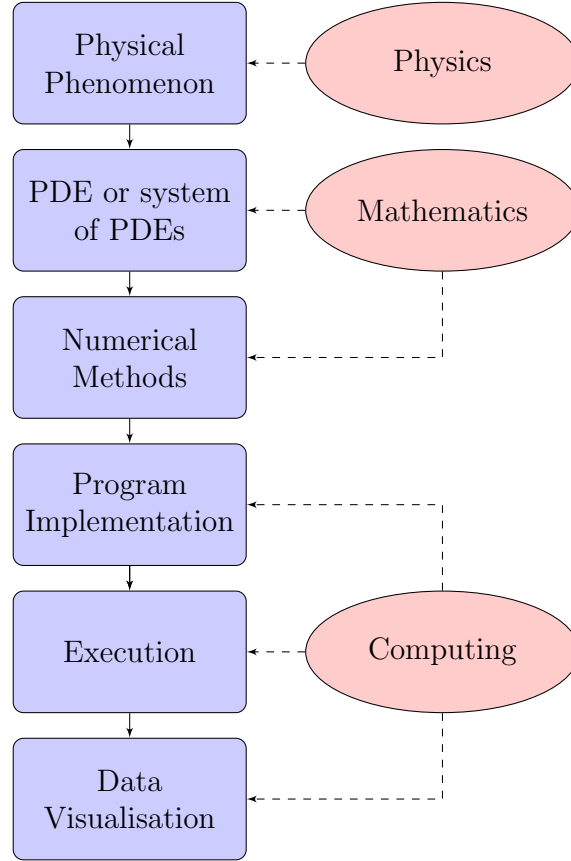 Physical
Phenomenon
Physics
PDE or system
of PDEs
Mathematics
Numerical
Methods
Program
Implementation
Execution
Computing
Data
Visualisation